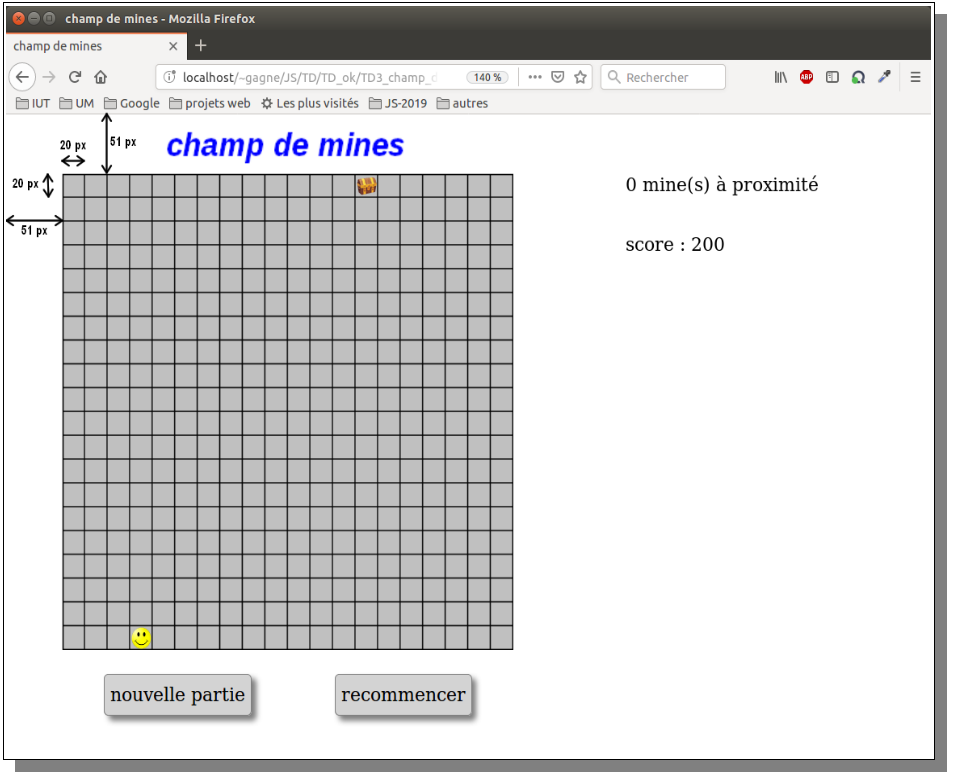 champ de mines - Mozilla Firefox
champ de mines
localhost/~gagne/JS/TD/TD_ok/TD3_champ_d
140 %
Rechercher
ABP
IUT UM Google projets web Les plus visités JS-2019 autres
20 px
51 px
champ de mines
20 px
0 mine(s) à proximité
51 px
score : 200
nouvelle partie
recommencer